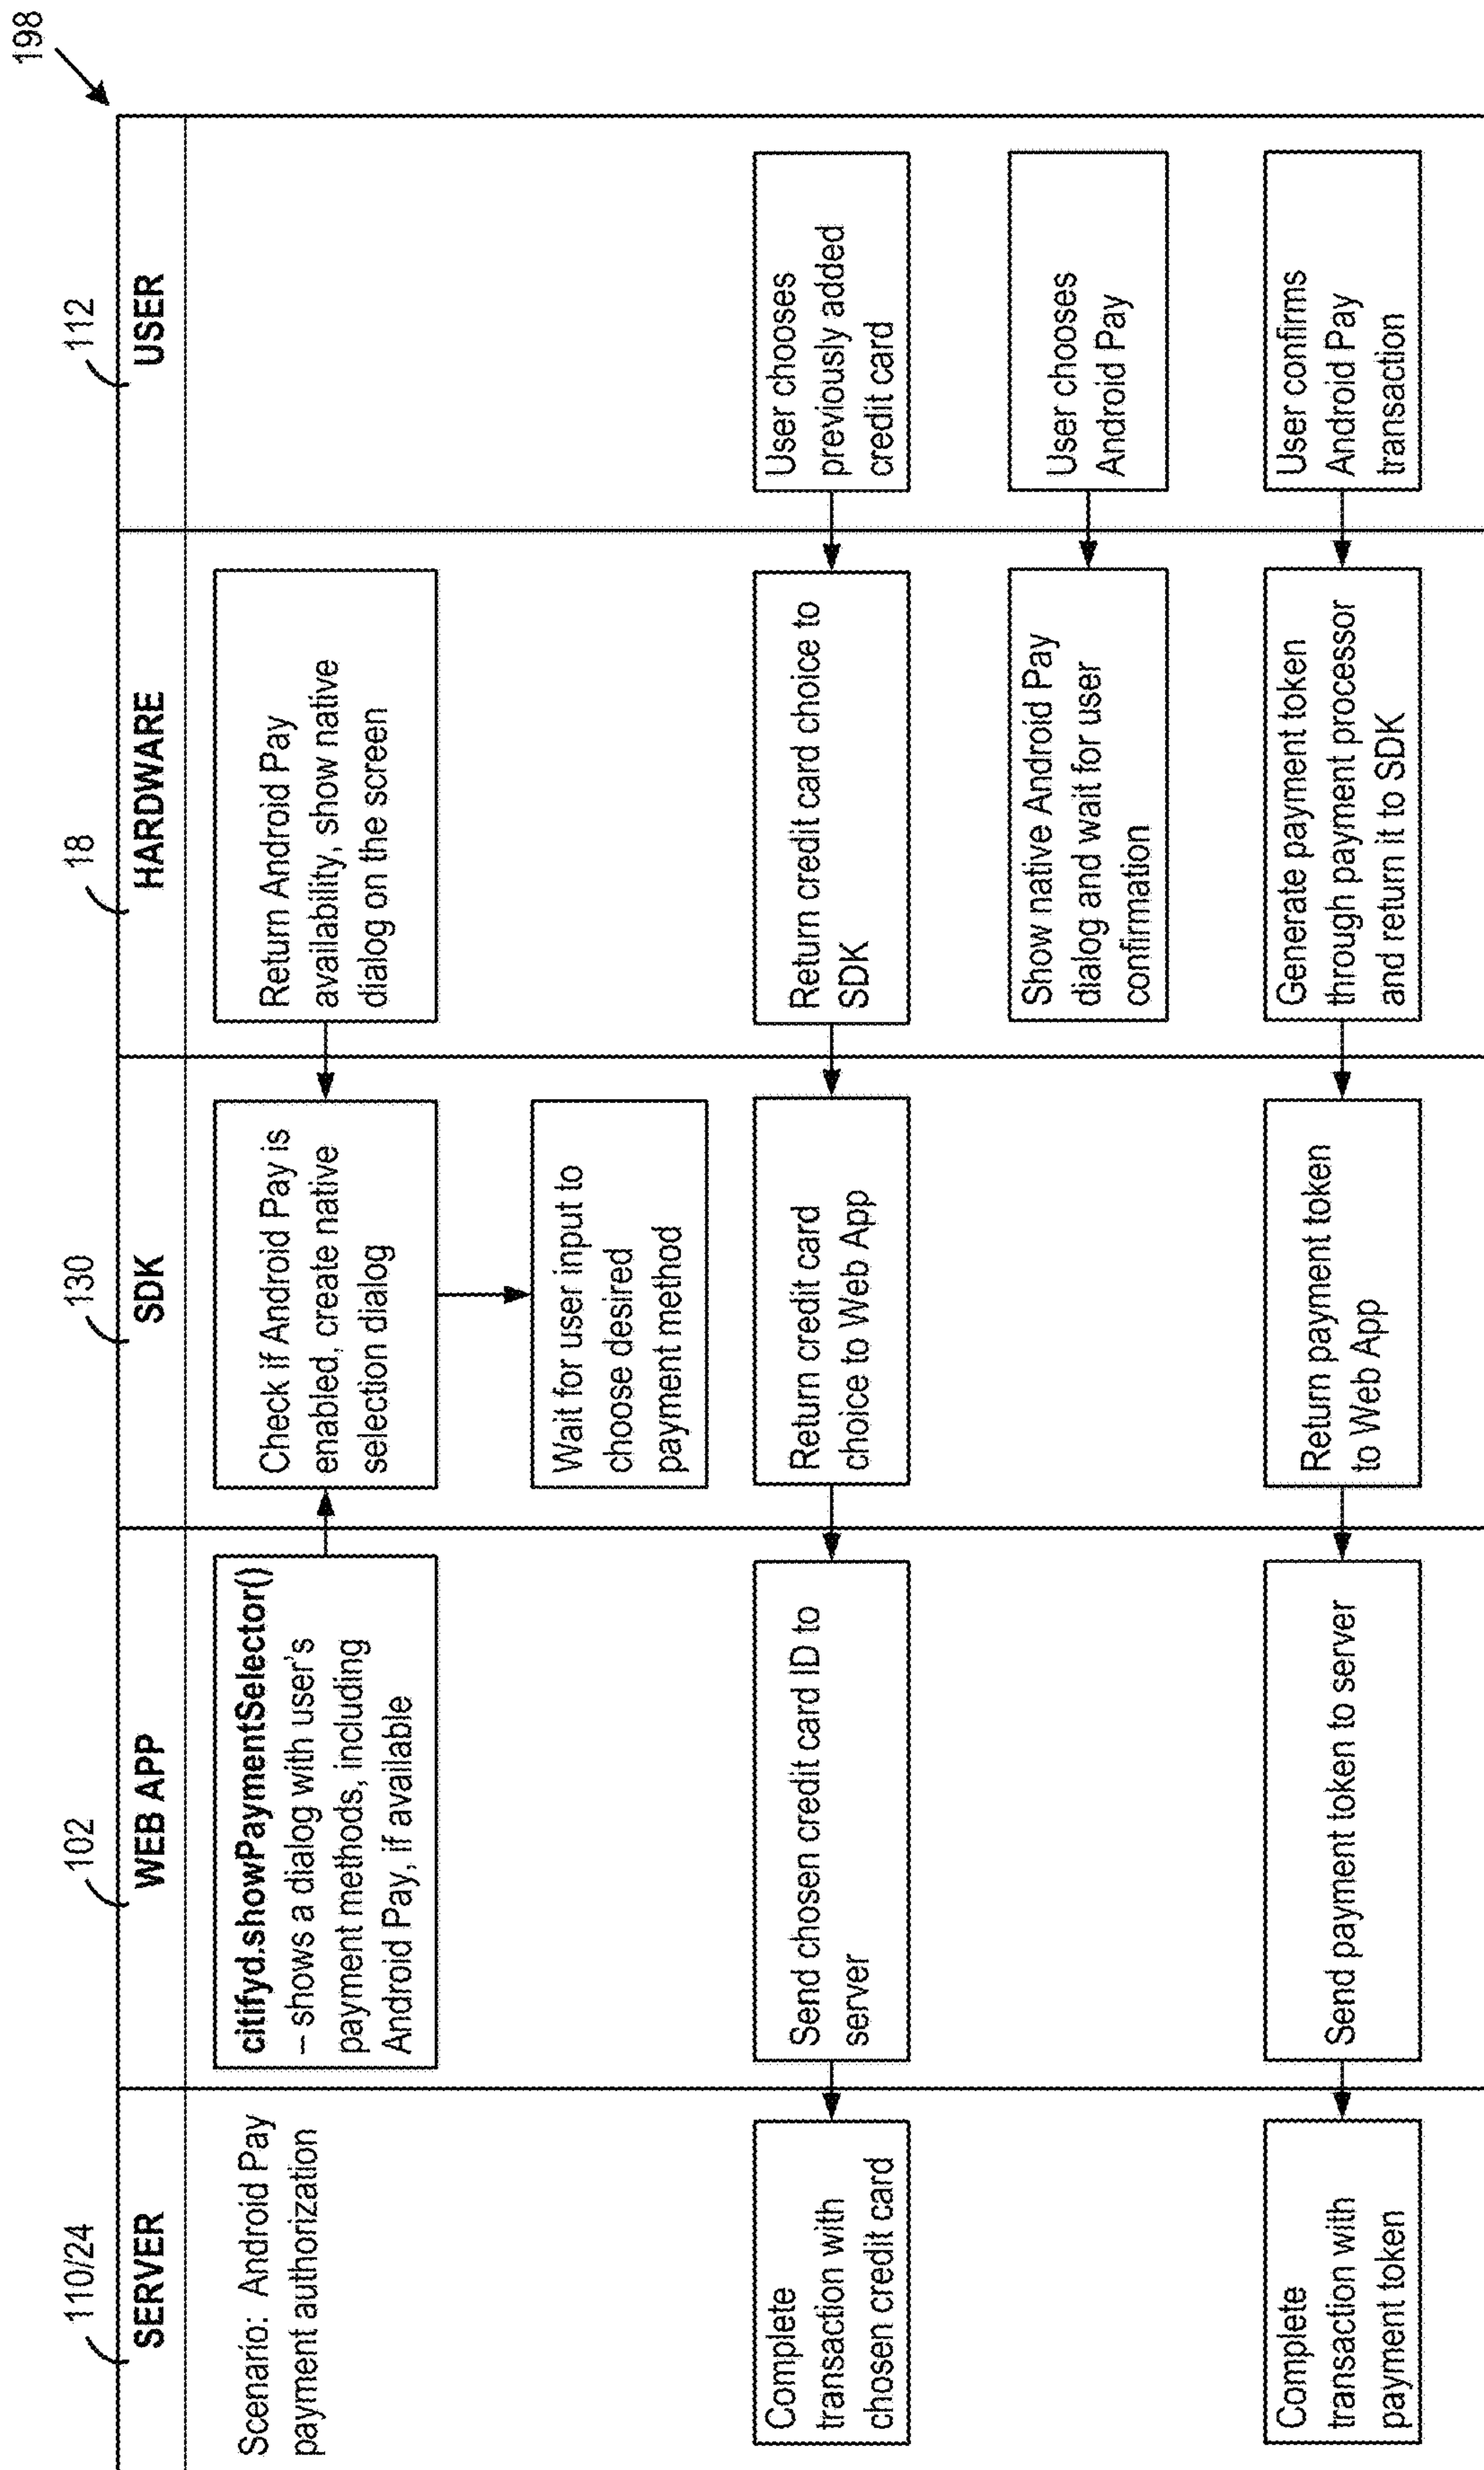 198
110/24
102
130
18
112
SERVER
WEB APP
SDK
HARDWARE
USER
Scenario: Android Pay
payment authorization
citifyd.showPaymentSelector()
– shows a dialog with user's
payment methods, including
Android Pay, if available
Check if Android Pay is
enabled, create native
selection dialog
Return Android Pay
availability, show native
dialog on the screen
Wait for user input to
choose desired
payment method
Complete
transaction with
chosen credit card
Send chosen credit card ID to
server
Return credit card
choice to Web App
Return credit card choice to
SDK
User chooses
previously added
credit card
Show native Android Pay
dialog and wait for user
confirmation
User chooses
Android Pay
Complete
transaction with
payment token
Send payment token to server
Return payment token
to Web App
Generate payment token
through payment processor
and return it to SDK
User confirms
Android Pay
transaction